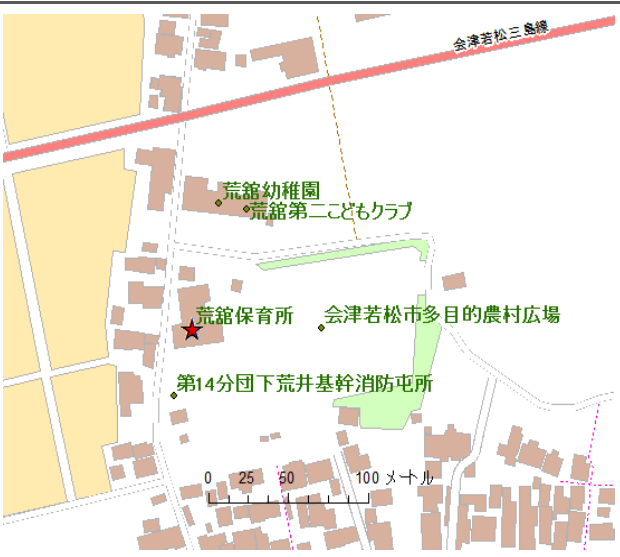 会津若松三島線
荒舘幼稚園
荒舘第二こどもクラブ
荒舘保育所
会津若松市多目的農村広場
第14分団下荒井基幹消防屯所
0 25 50 100 メートル